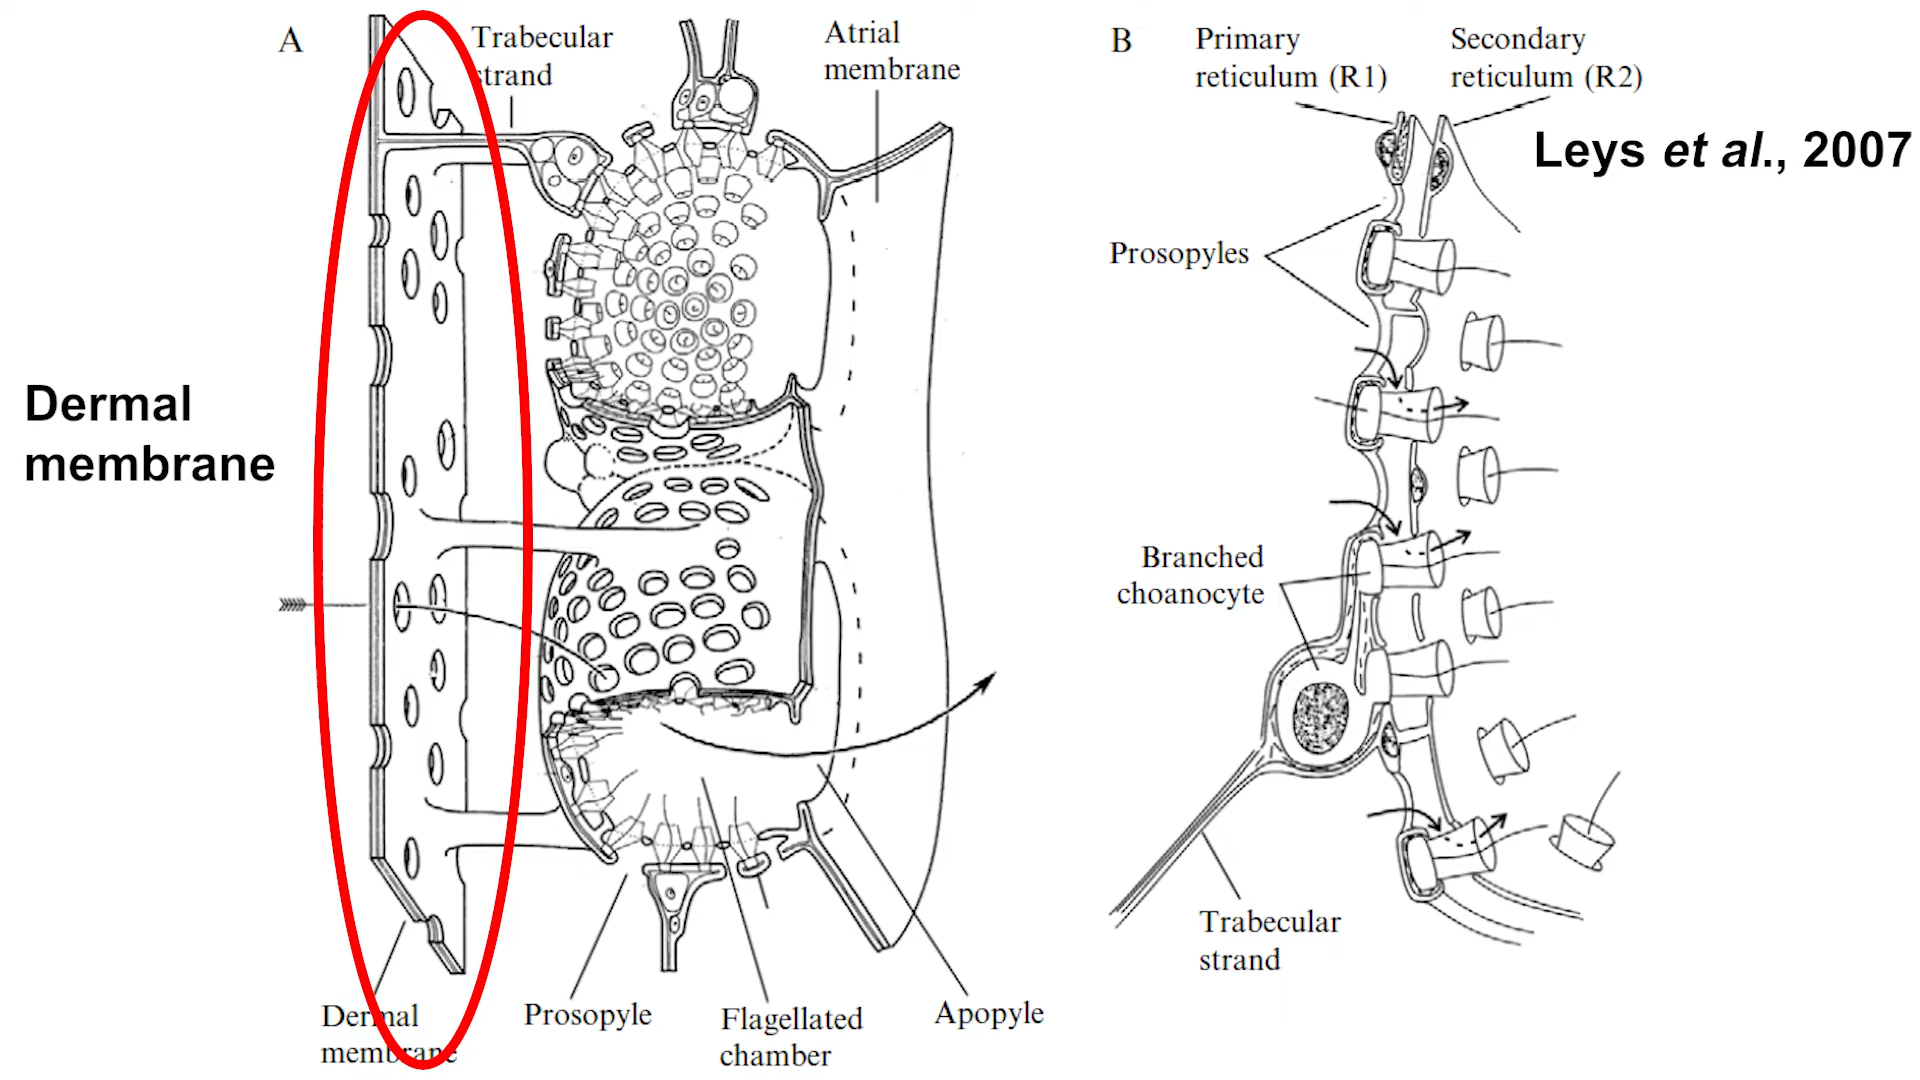 A
Trabecular
strand
Atrial
membrane
B
Primary
reticulum (R1)
Secondary
reticulum (R2)
Leys et al., 2007
Prosopyles
Dermal
membrane
Branched
choanocyte
Trabecular
strand
Dermal
membrane
Prosopyle
Flagellated
chamber
Apopyle